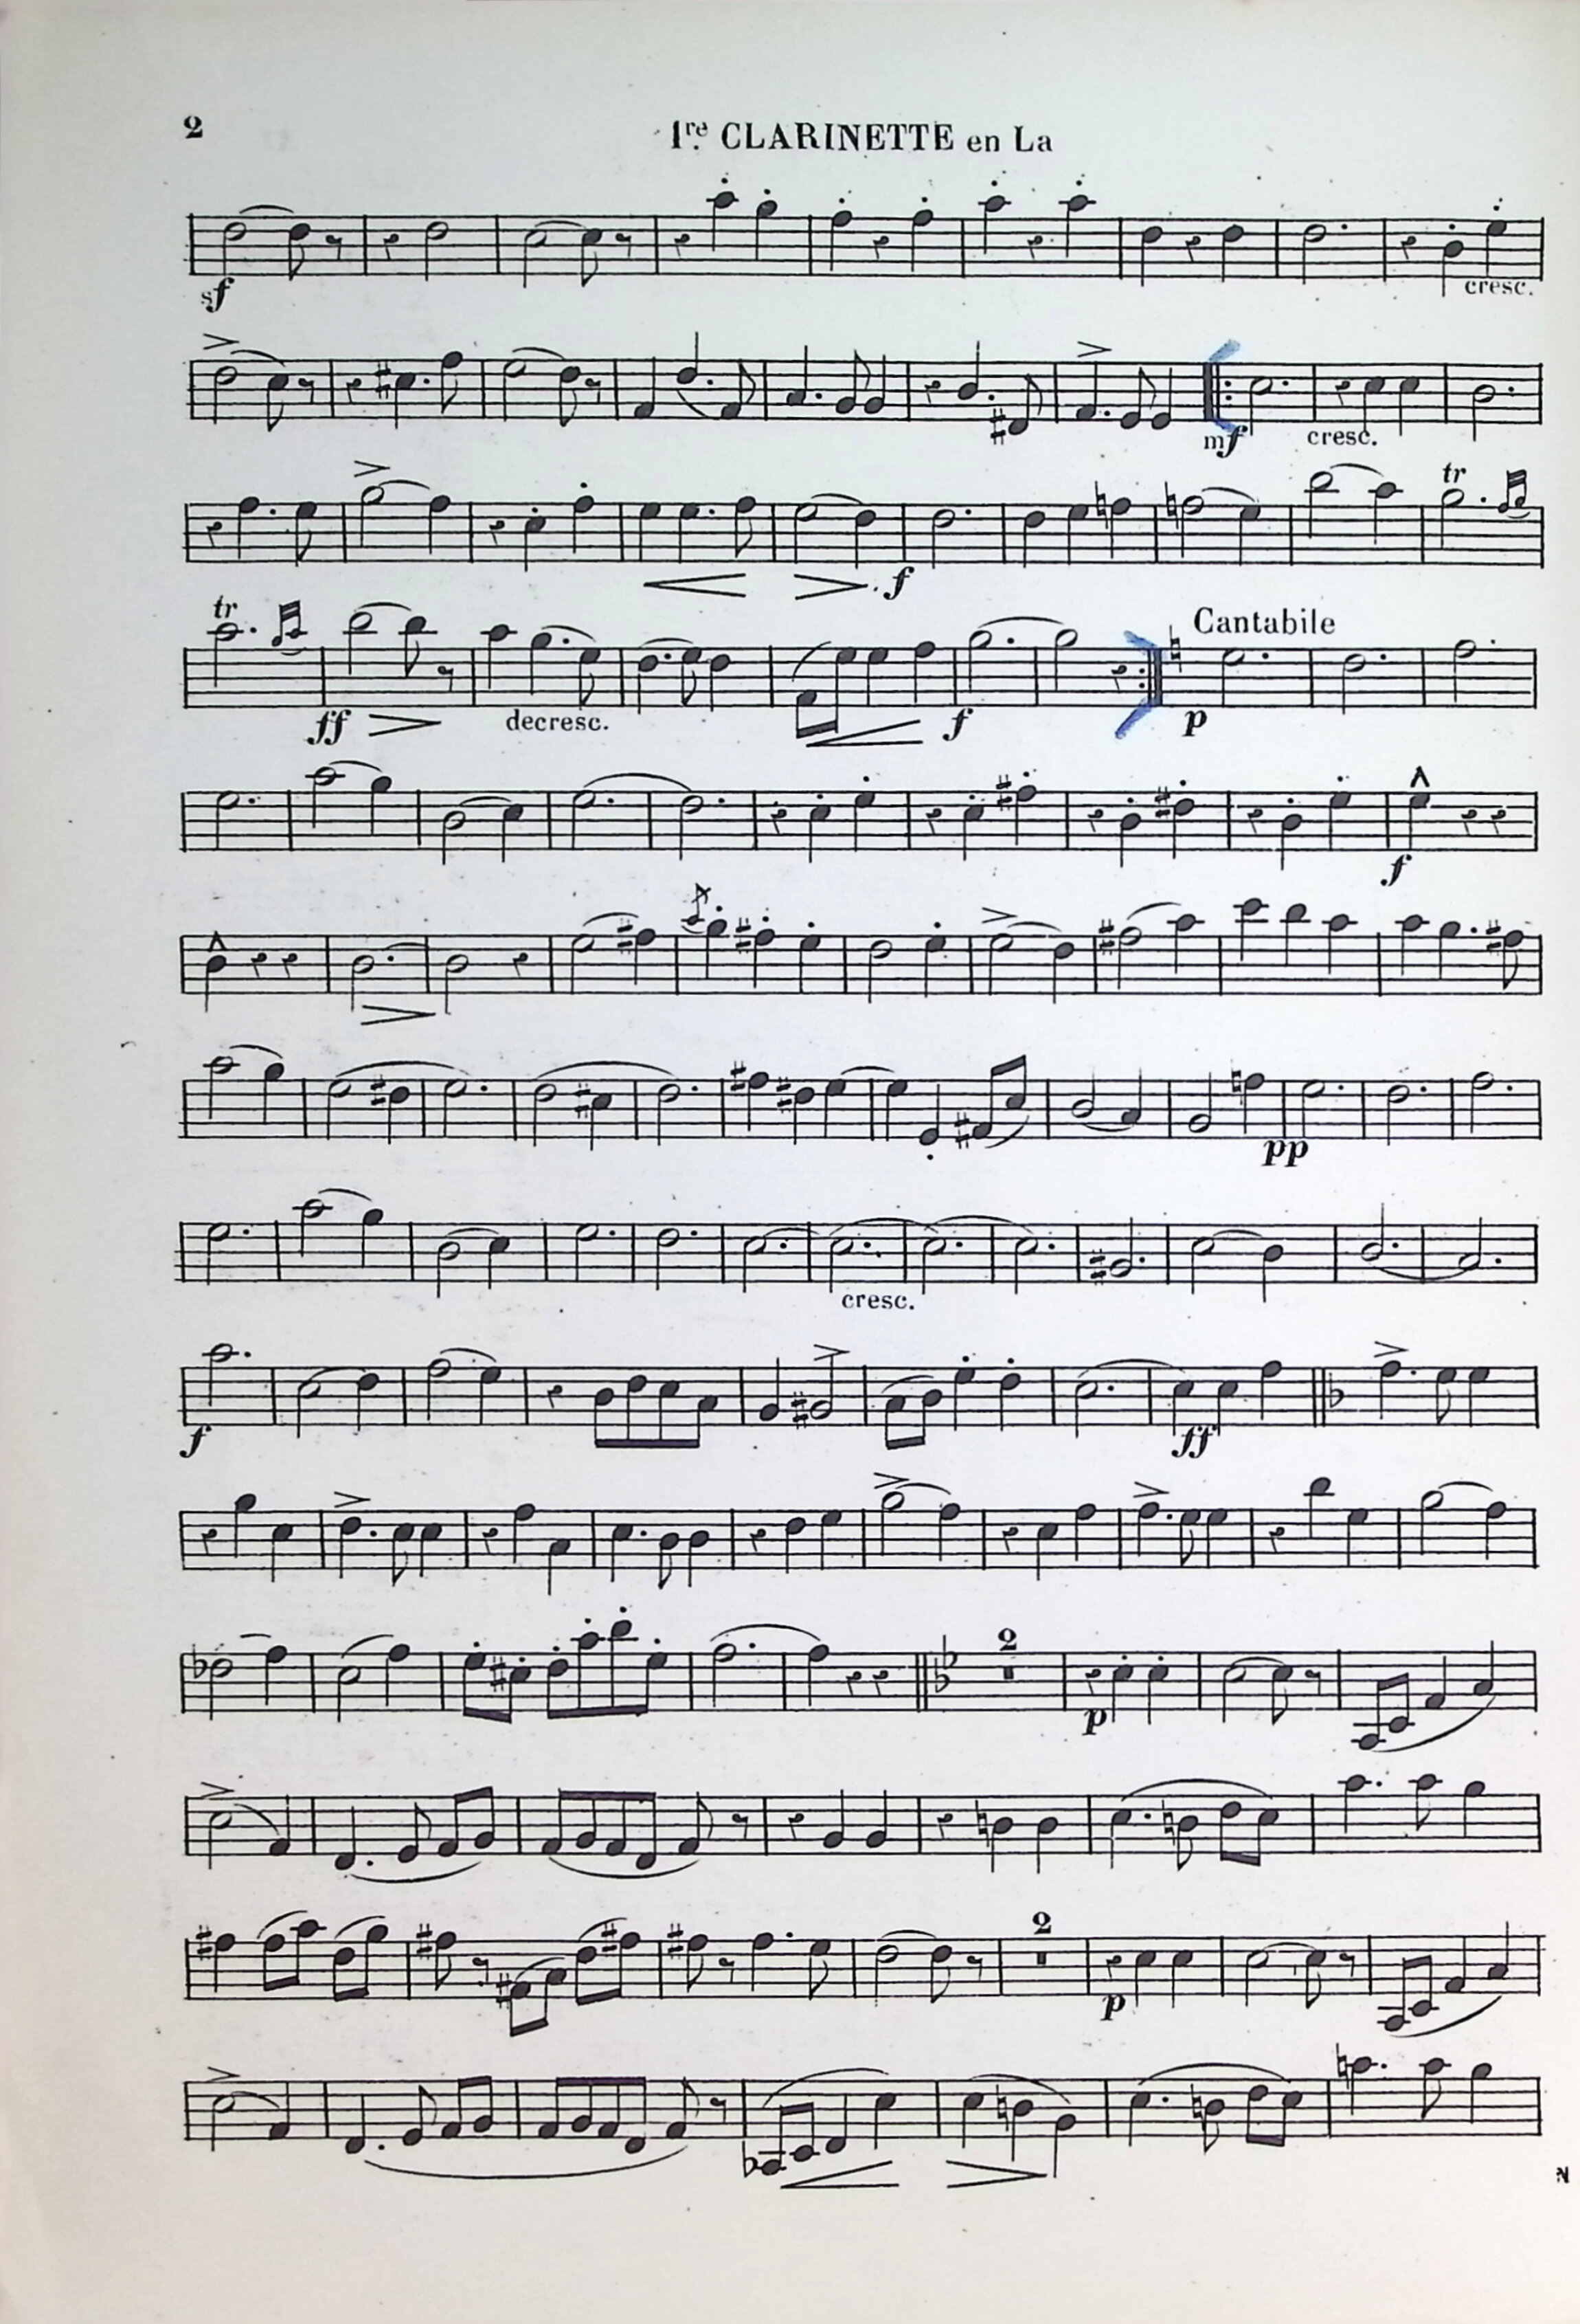 2
1re CLARINETTE en La
sf
cresc.
mf cresc.
tr
f
tr
Cantabile
ff decresc. f p
f
pp
cresc.
f ff
2
p
2
p
N